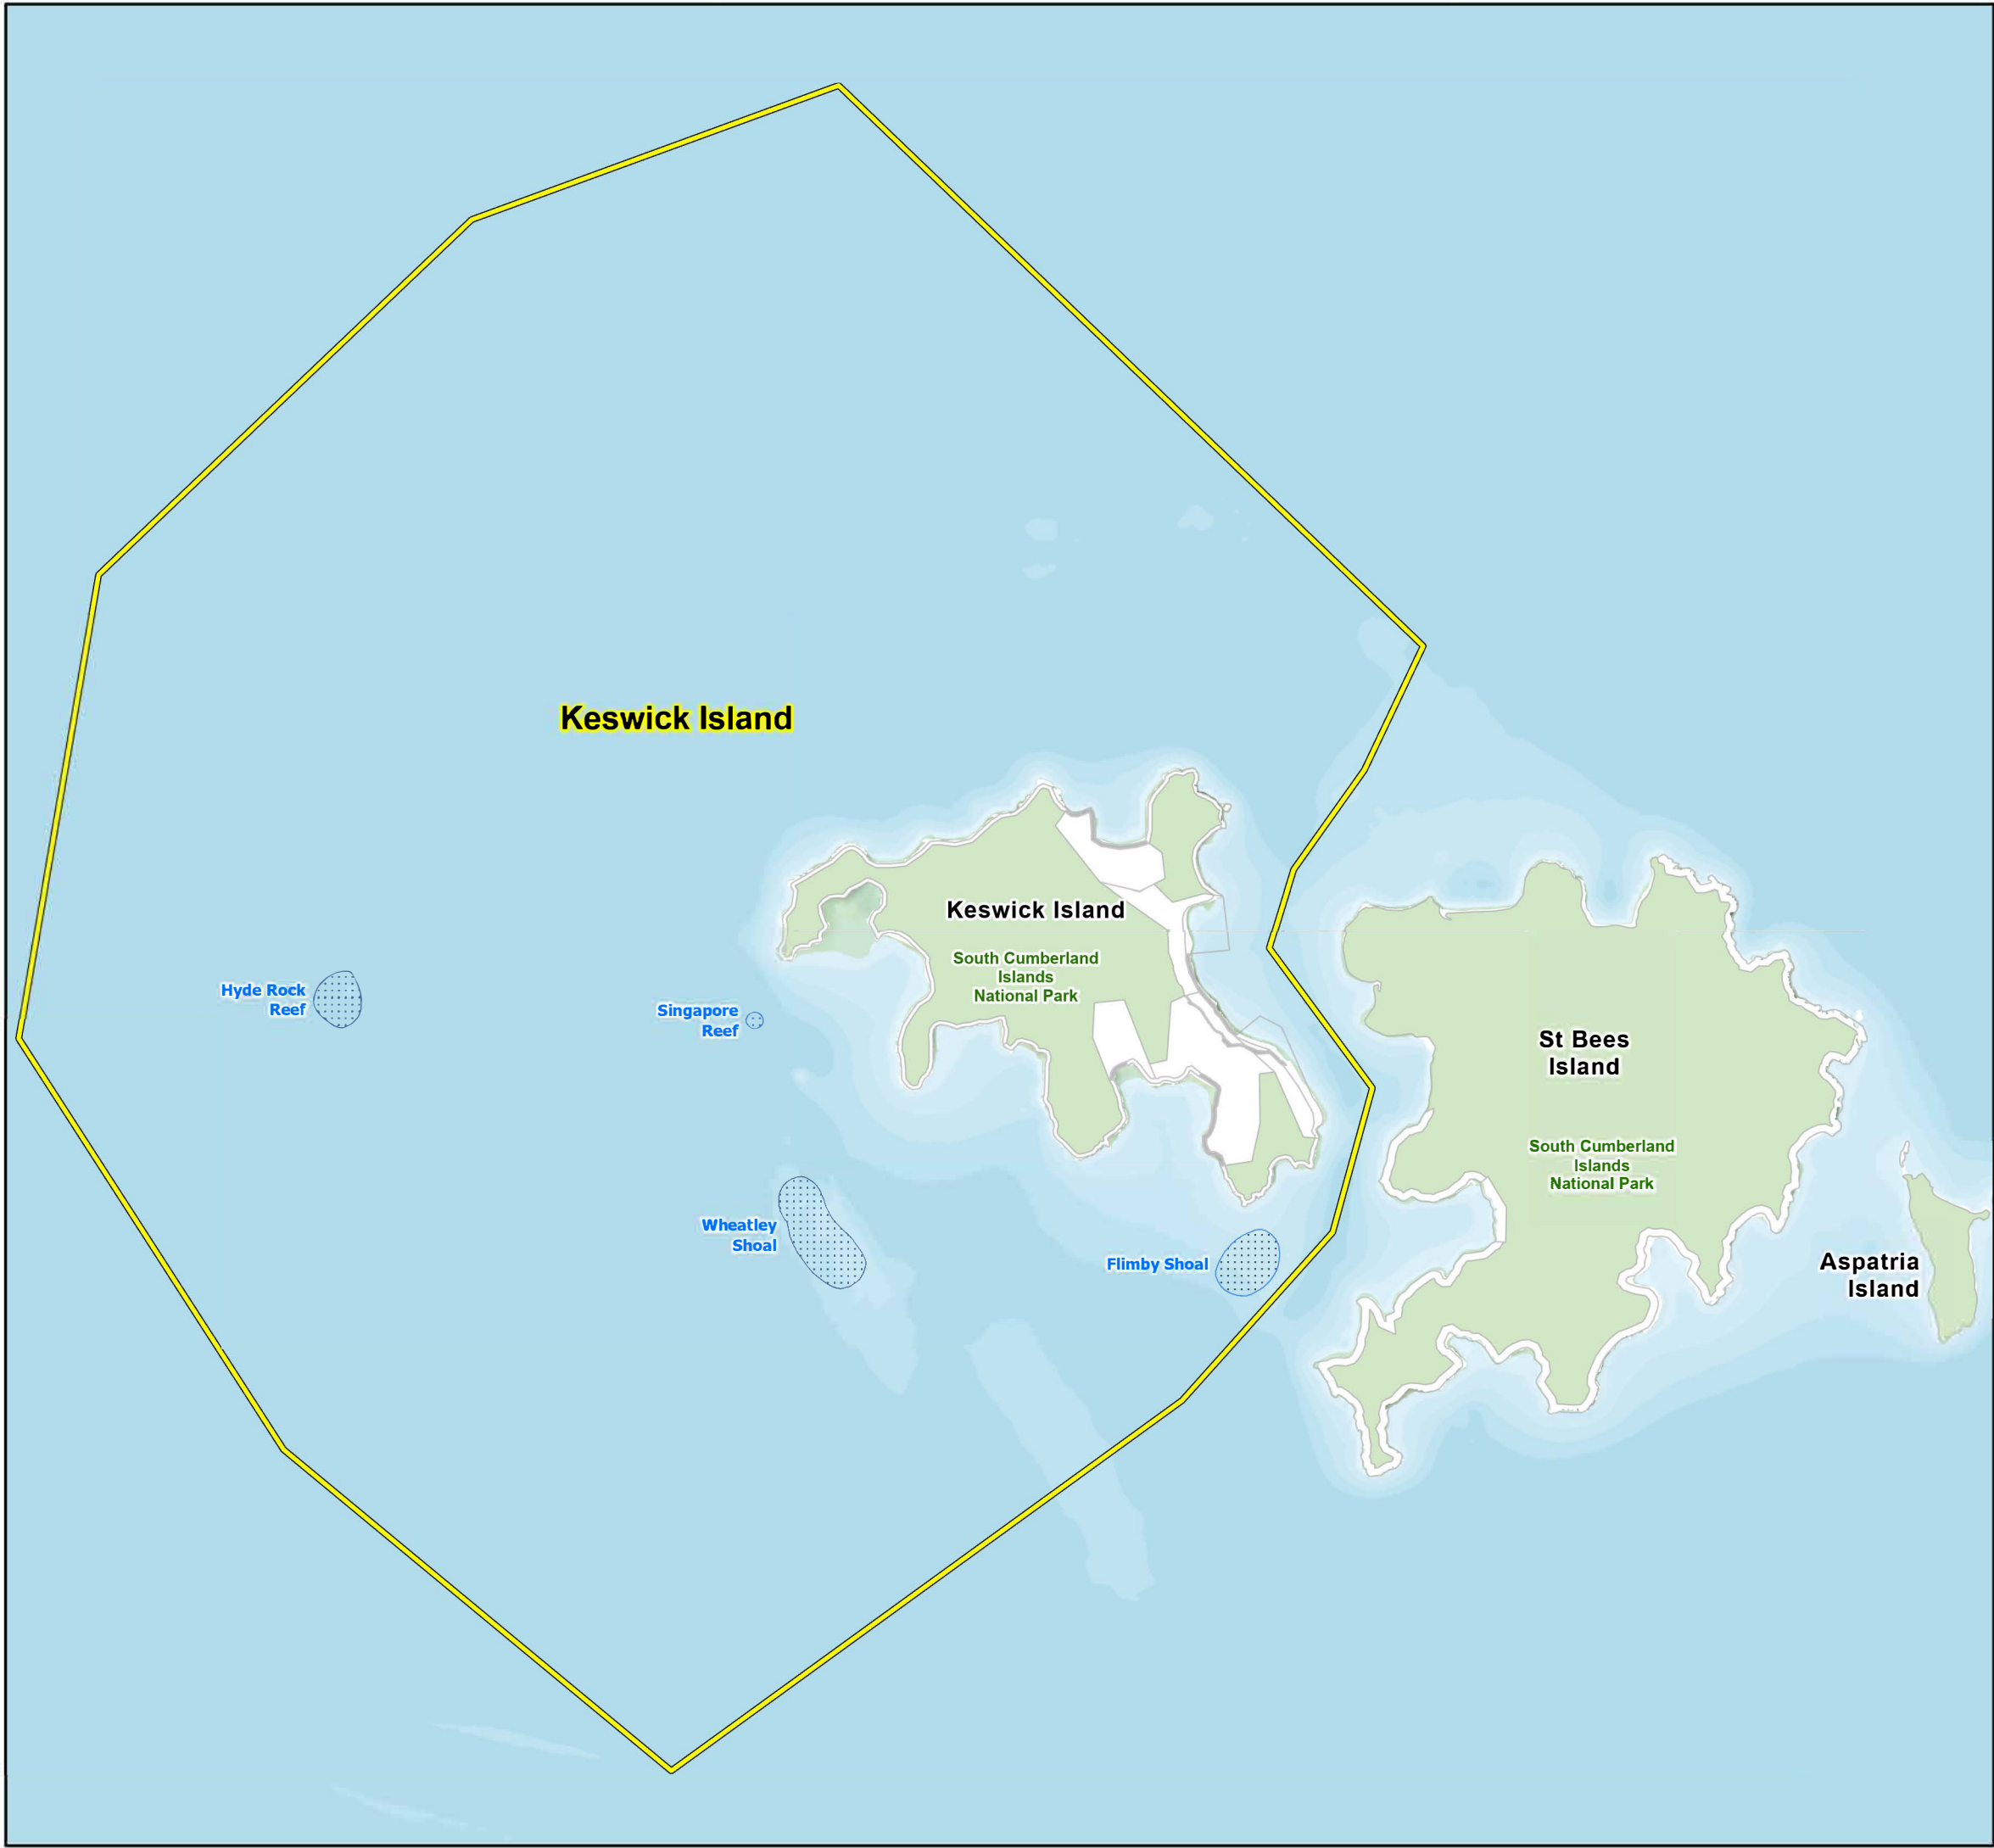 Keswick Island
Keswick Island
South Cumberland
Islands
National Park
Hyde Rock
Reef
Singapore
Reef
St Bees
Island
South Cumberland
Islands
National Park
Wheatley
Shoal
Flimby Shoal
Aspatria
Island